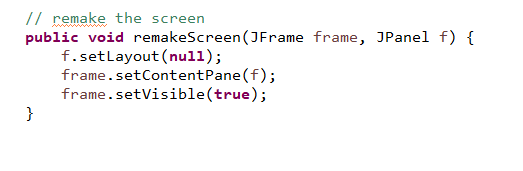 // remake the screen
public void remakeScreen(JFrame frame, JPanel f) {
    f.setLayout(null);
    frame.setContentPane(f);
    frame.setVisible(true);
}